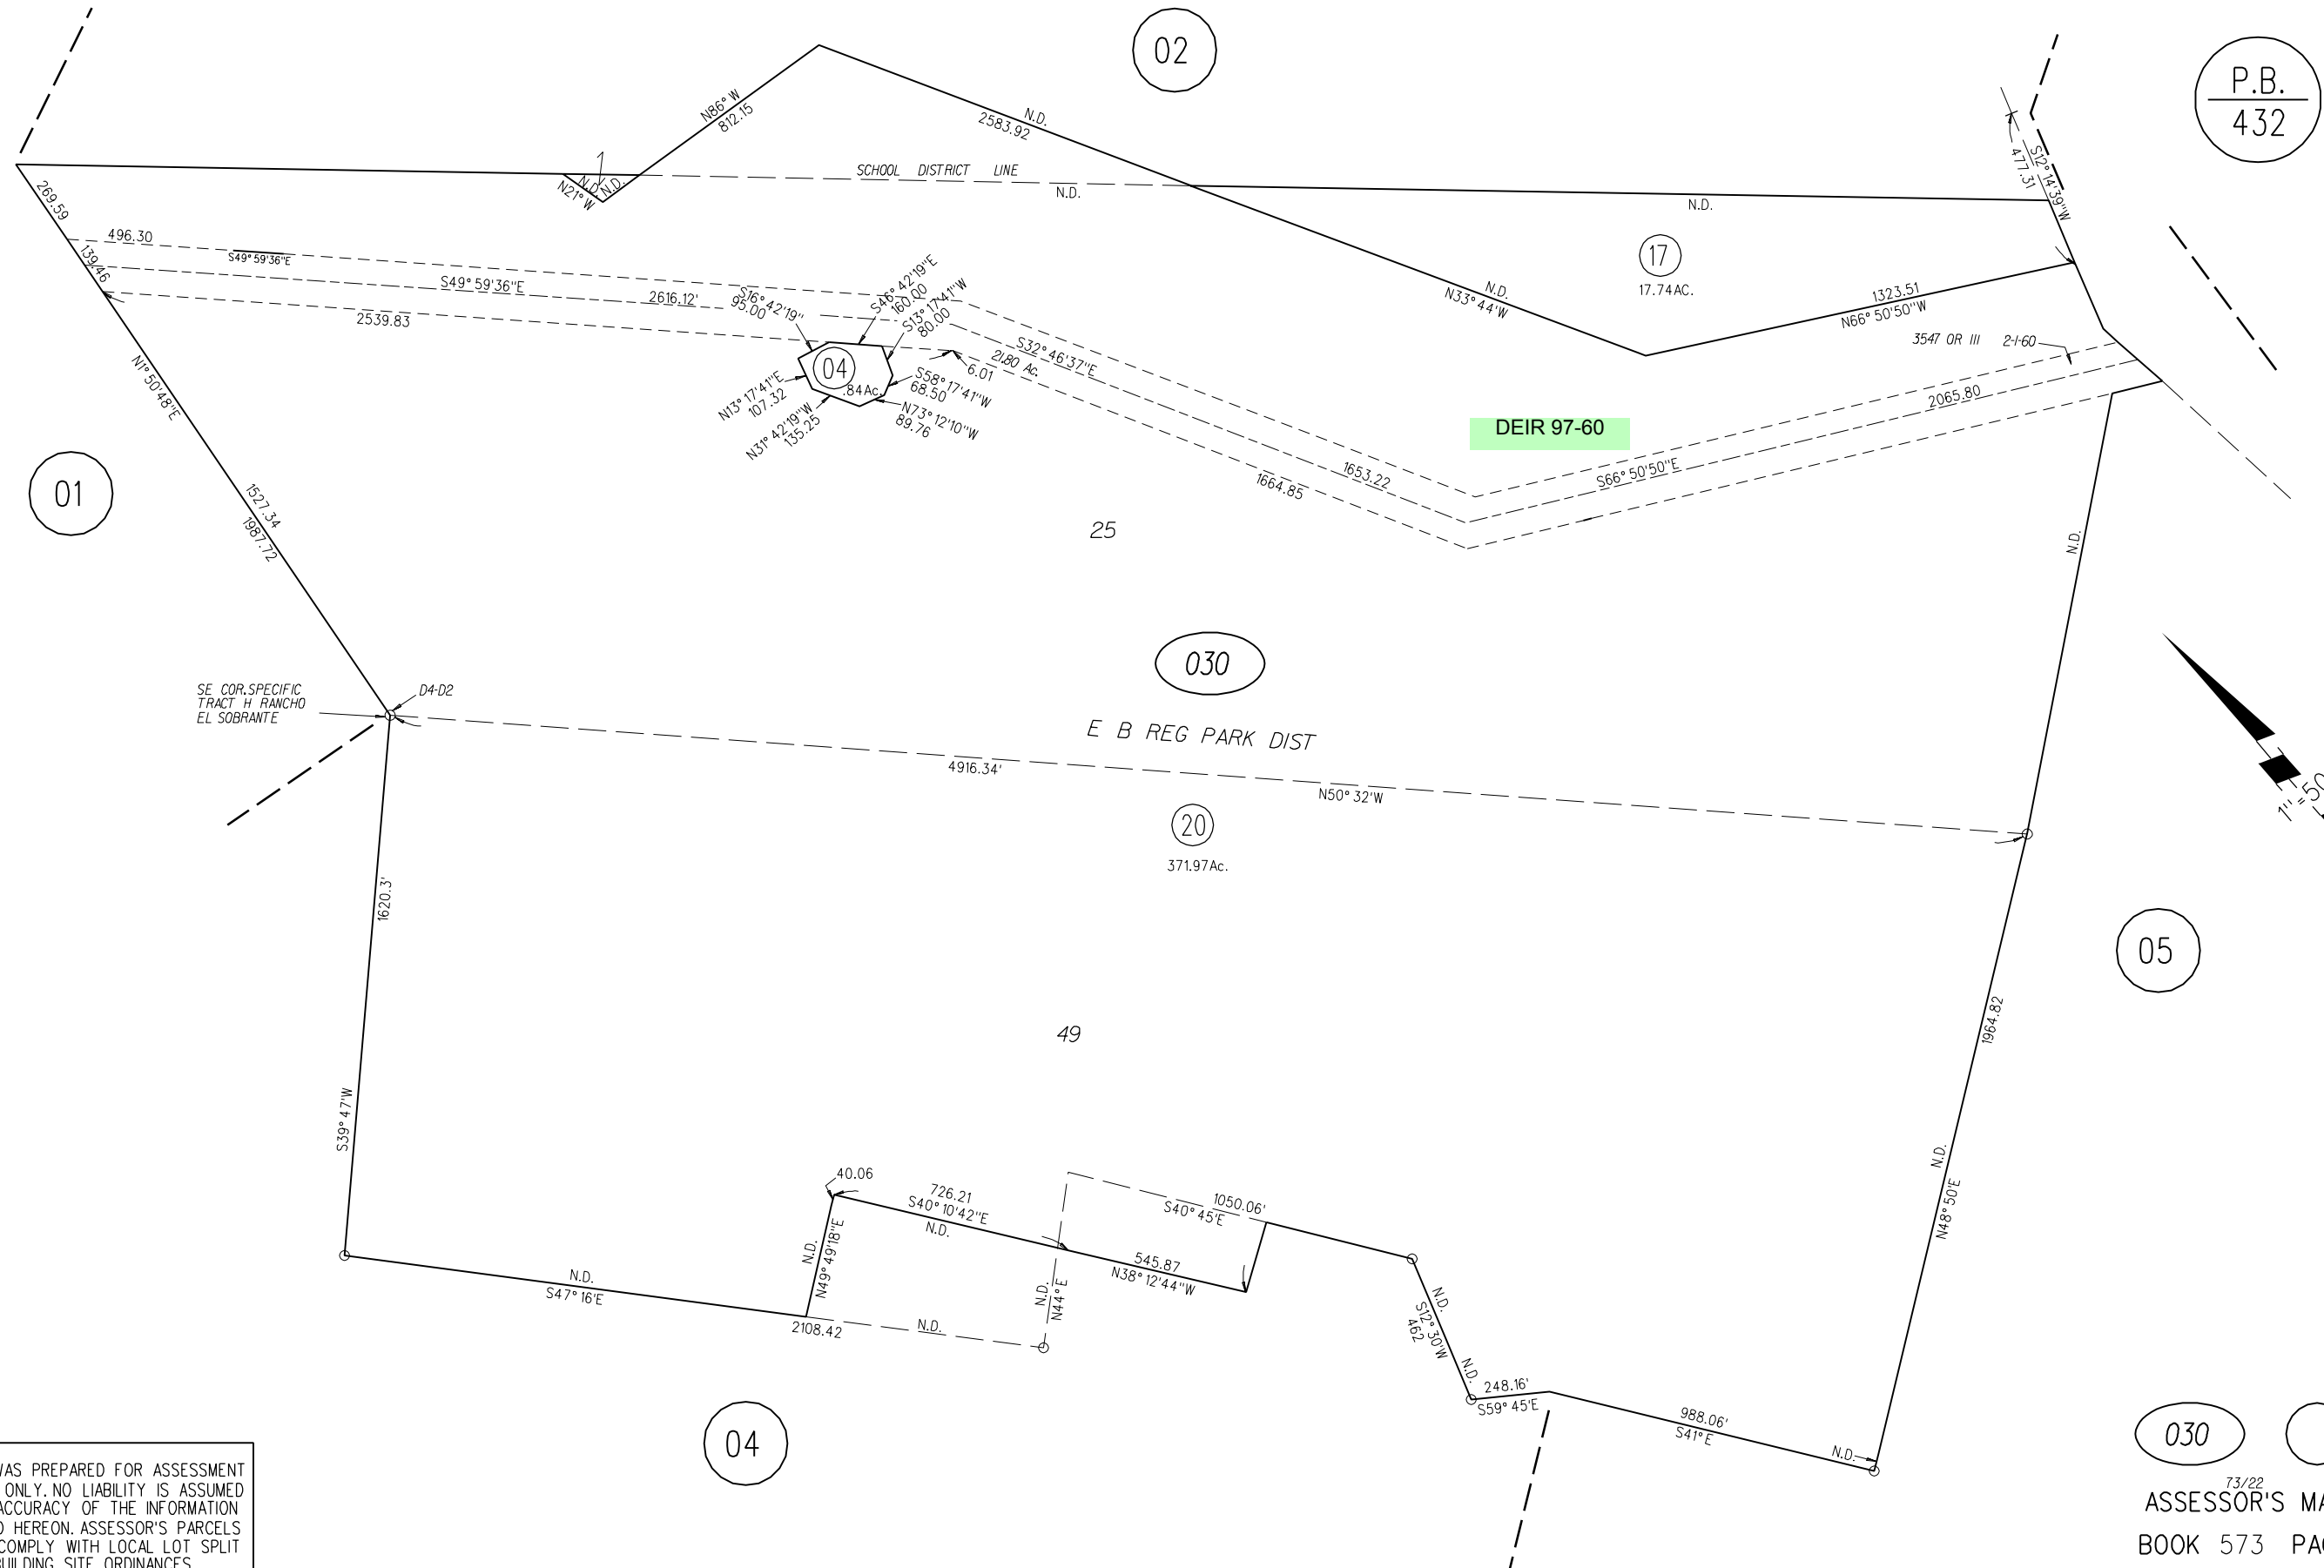 02
P.B.
432
N86° W
812.15
N.D.
2583.92
SCHOOL DISTRICT LINE
N.D.
N.D.
N.D.
N21° W
1
269.59
139.46
496.30
S49°59'36"E
S49°59'36"E
2616.12'
2539.83
S16°42'19"
95.00
S46°42'19"E
160.00
S13°17'41"W
80.00
04
.84Ac.
N13°17'41"E
107.32
N31°42'19"W
135.25
S58°17'41"W
68.50
N73°12'10"W
89.76
6.01
S32°46'37"E
21.80 Ac.
1653.22
1664.85
N.D.
N33°44'W
N.D.
17
17.74AC.
1323.51
N66°50'50"W
S12°14'39"W
477.31
3547 OR III 2-1-60
2065.80
S66°50'50"E
DEIR 97-60
N1°50'48"E
1527.34
1987.72
01
25
N.D.
030
SE COR.SPECIFIC
TRACT H RANCHO
EL SOBRANTE
D4-D2
E B REG PARK DIST
4916.34'
N50°32'W
20
371.97Ac.
1620.3'
S39°47'W
49
05
1964.82
N.D.
N48°50'E
40.06
726.21
S40°10'42"E
N.D.
N.D.
N49°49'18"E
1050.06'
S40°45'E
545.87
N38°12'44"W
N.D.
N44°E
N.D.
S47°16'E
2108.42
N.D.
N.D.
S12°30'W
462
N.D.
248.16'
S59°45'E
988.06'
S41°E
N.D.
04
1"=50
030
73/22
ASSESSOR'S MA
BOOK 573 PA
WAS PREPARED FOR ASSESSMENT
ONLY. NO LIABILITY IS ASSUMED
ACCURACY OF THE INFORMATION
D HEREON. ASSESSOR'S PARCELS
COMPLY WITH LOCAL LOT SPLIT
BUILDING SITE ORDINANCES